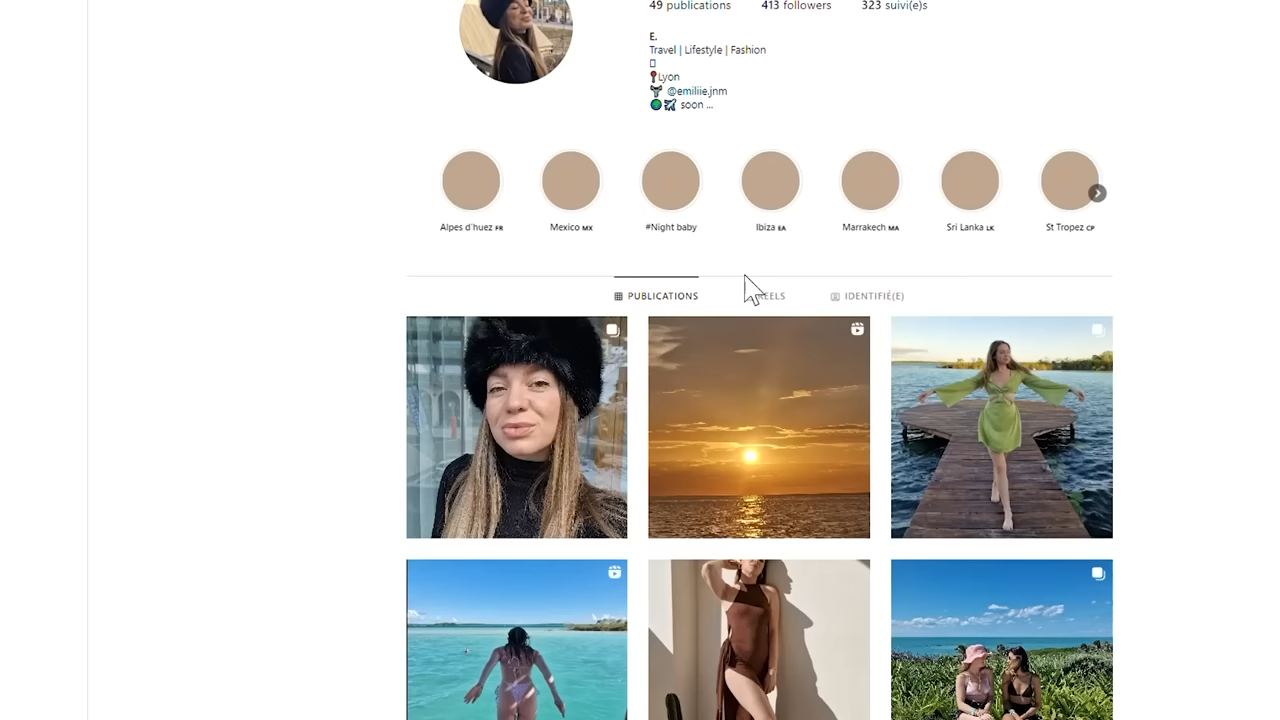 49 publications 413 followers 323 suivi(e)s
E.
Travel | Lifestyle | Fashion
Lyon
@emiliie.jnm
soon ...
Alpes d'huez FR Mexico MX #Night baby Ibiza EA Marrakech MA Sri Lanka LK St Tropez CP
PUBLICATIONS REELS IDENTIFIÉ(E)